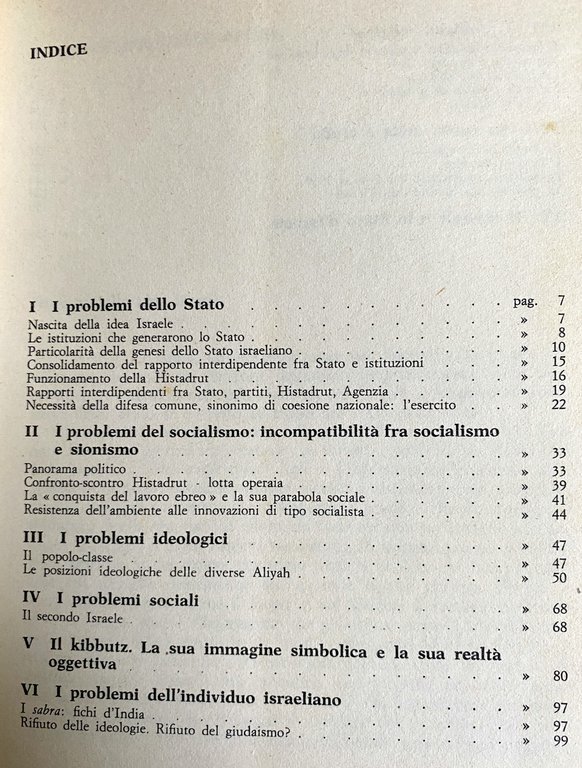 INDICE
I I problemi dello Stato . . . . . . . . . . pag. 7
Nascita della idea Israele . . . . . . . . . . » 7
Le istituzioni che generarono lo Stato . . . . . . . . » 8
Particolarità della genesi dello Stato israeliano . . . . . . » 10
Consolidamento del rapporto interdipendente fra Stato e istituzioni . . . » 15
Funzionamento della Histadrut . . . . . . . . » 16
Rapporti interdipendenti fra Stato, partiti, Histadrut, Agenzia . . . . » 19
Necessità della difesa comune, sinonimo di coesione nazionale: l'esercito . . » 22
II I problemi del socialismo: incompatibilità fra socialismo
e sionismo . . . . . . . . . . » 33
Panorama politico . . . . . . . . . . » 33
Confronto-scontro Histadrut - lotta operaia . . . . . . » 39
La « conquista del lavoro ebreo » e la sua parabola sociale . . . . » 41
Resistenza dell'ambiente alle innovazioni di tipo socialista . . . . » 44
III I problemi ideologici . . . . . . . . » 47
Il popolo-classe . . . . . . . . . . » 47
Le posizioni ideologiche delle diverse Aliyah . . . . . . » 50
IV I problemi sociali . . . . . . . . » 68
Il secondo Israele . . . . . . . . . . » 68
V Il kibbutz. La sua immagine simbolica e la sua realtà
oggettiva . . . . . . . . . . » 80
VI I problemi dell'individuo israeliano . . . . . » 97
I sabra: fichi d'India . . . . . . . . . . » 97
Rifiuto delle ideologie. Rifiuto del giudaismo? . . . . . . » 99